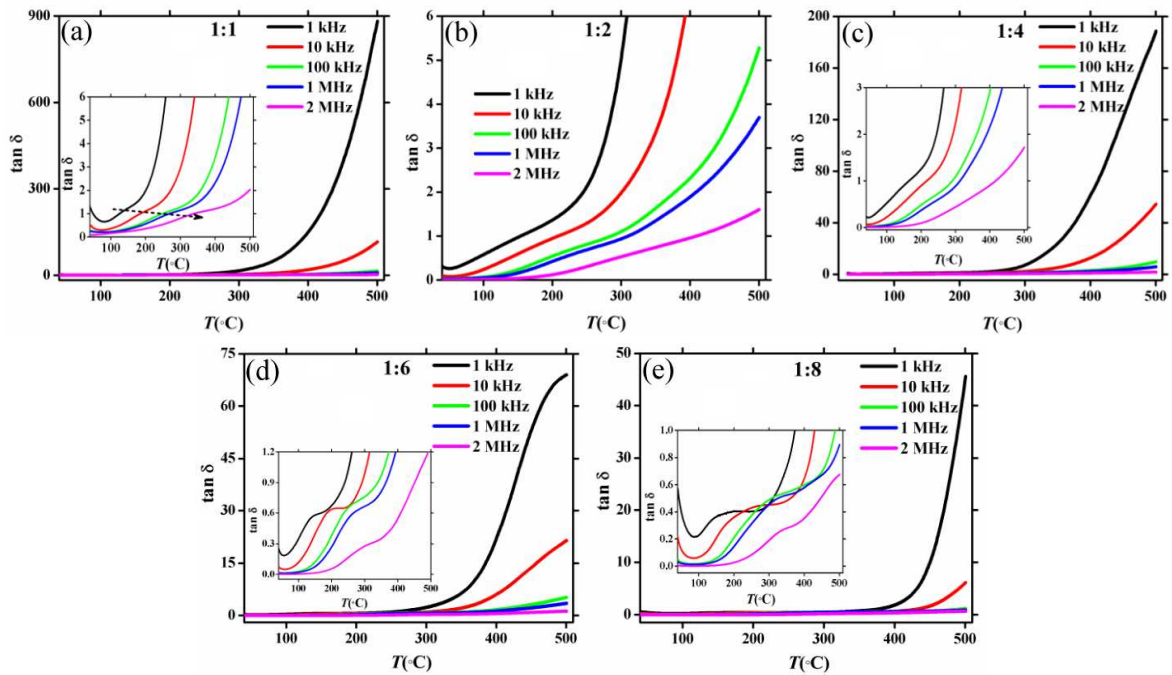 (a)
1:1
1 kHz
10 kHz
100 kHz
1 MHz
2 MHz
tan δ
900
600
300
0
100
200
300
400
500
T(◦C)
tan δ
6
5
4
3
2
1
0
100
200
300
400
500
T(◦C)
(b)
1:2
1 kHz
10 kHz
100 kHz
1 MHz
2 MHz
tan δ
6
5
4
3
2
1
0
100
200
300
400
500
T(◦C)
(c)
1:4
1 kHz
10 kHz
100 kHz
1 MHz
2 MHz
tan δ
200
160
120
80
40
0
100
200
300
400
500
T(◦C)
tan δ
3
2
1
0
100
200
300
400
500
T(◦C)
(d)
1:6
1 kHz
10 kHz
100 kHz
1 MHz
2 MHz
tan δ
75
60
45
30
15
0
100
200
300
400
500
T(◦C)
tan δ
1.2
0.9
0.6
0.3
0.0
100
200
300
400
500
T(◦C)
(e)
1:8
1 kHz
10 kHz
100 kHz
1 MHz
2 MHz
tan δ
50
40
30
20
10
0
100
200
300
400
500
T(◦C)
tan δ
1.0
0.8
0.6
0.4
0.2
0.0
100
200
300
400
500
T(◦C)